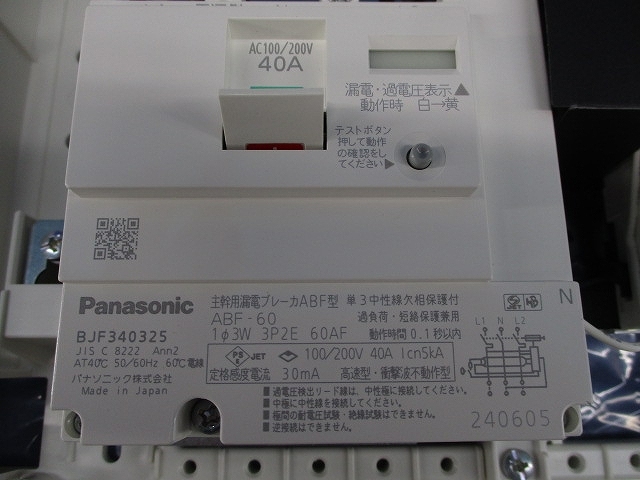 AC100/200V
40A
漏電・過電圧表示▲
動作時 白→黄
テストボタン
押して動作
の確認をし
てください▶
Panasonic
BJF340325
JIS C 8222 Ann2
AT40℃ 50/60Hz 60℃電線
パナソニック株式会社
Made in Japan
主幹用漏電ブレーカABF型 単3中性線欠相保護付
ABF-60 過負荷・短絡保護兼用
1φ3W 3P2E 60AF 動作時間 0.1秒以内
PS E JET 100/200V 40A Icn5kA
定格感度電流 30mA 高速型・衝撃波不動作型
■過電圧検出リード線は、中性極に接続してください。
■中極に中性線を接続してください。
■極間の耐電圧試験・絶縁試験はできません。
■逆接続はできません。
N
L1 N L2
240605